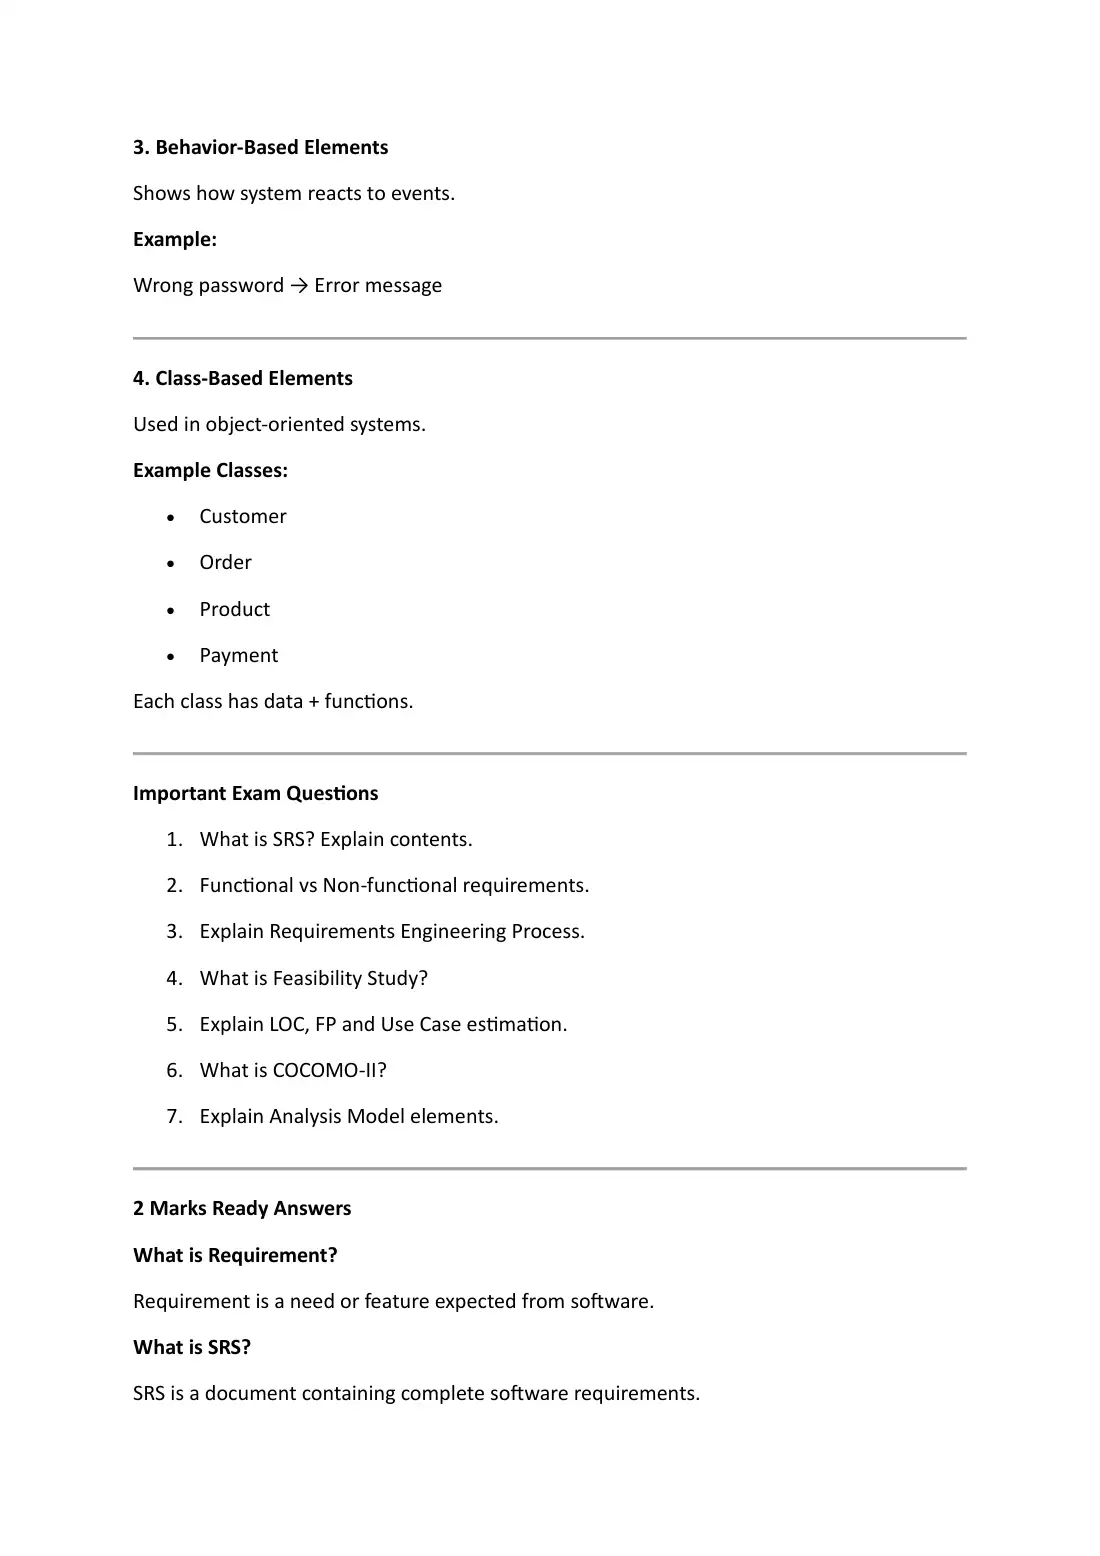 3. Behavior-Based Elements
Shows how system reacts to events.
Example:
Wrong password → Error message
4. Class-Based Elements
Used in object-oriented systems.
Example Classes:
• Customer
• Order
• Product
• Payment
Each class has data + functions.
Important Exam Questions
1. What is SRS? Explain contents.
2. Functional vs Non-functional requirements.
3. Explain Requirements Engineering Process.
4. What is Feasibility Study?
5. Explain LOC, FP and Use Case estimation.
6. What is COCOMO-II?
7. Explain Analysis Model elements.
2 Marks Ready Answers
What is Requirement?
Requirement is a need or feature expected from software.
What is SRS?
SRS is a document containing complete software requirements.